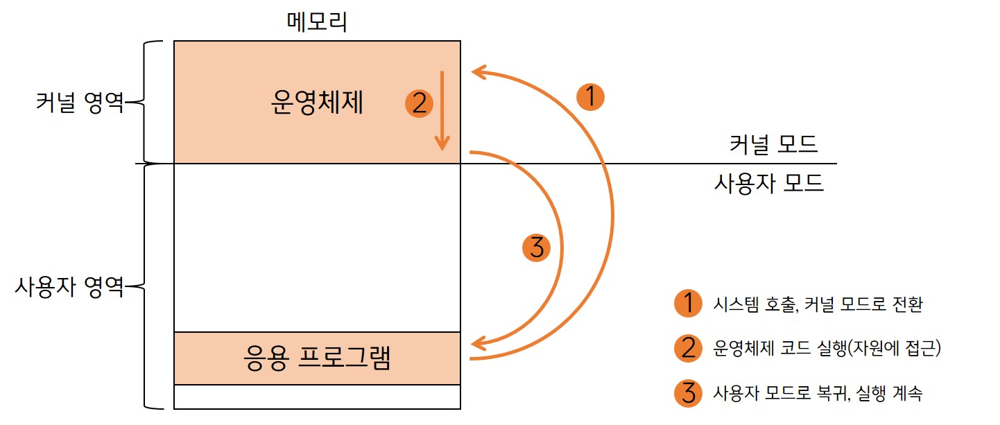 메모리
커널 영역
운영체제
2
1
커널 모드
사용자 모드
3
사용자 영역
응용 프로그램
1 시스템 호출, 커널 모드로 전환
2 운영체제 코드 실행(자원에 접근)
3 사용자 모드로 복귀, 실행 계속